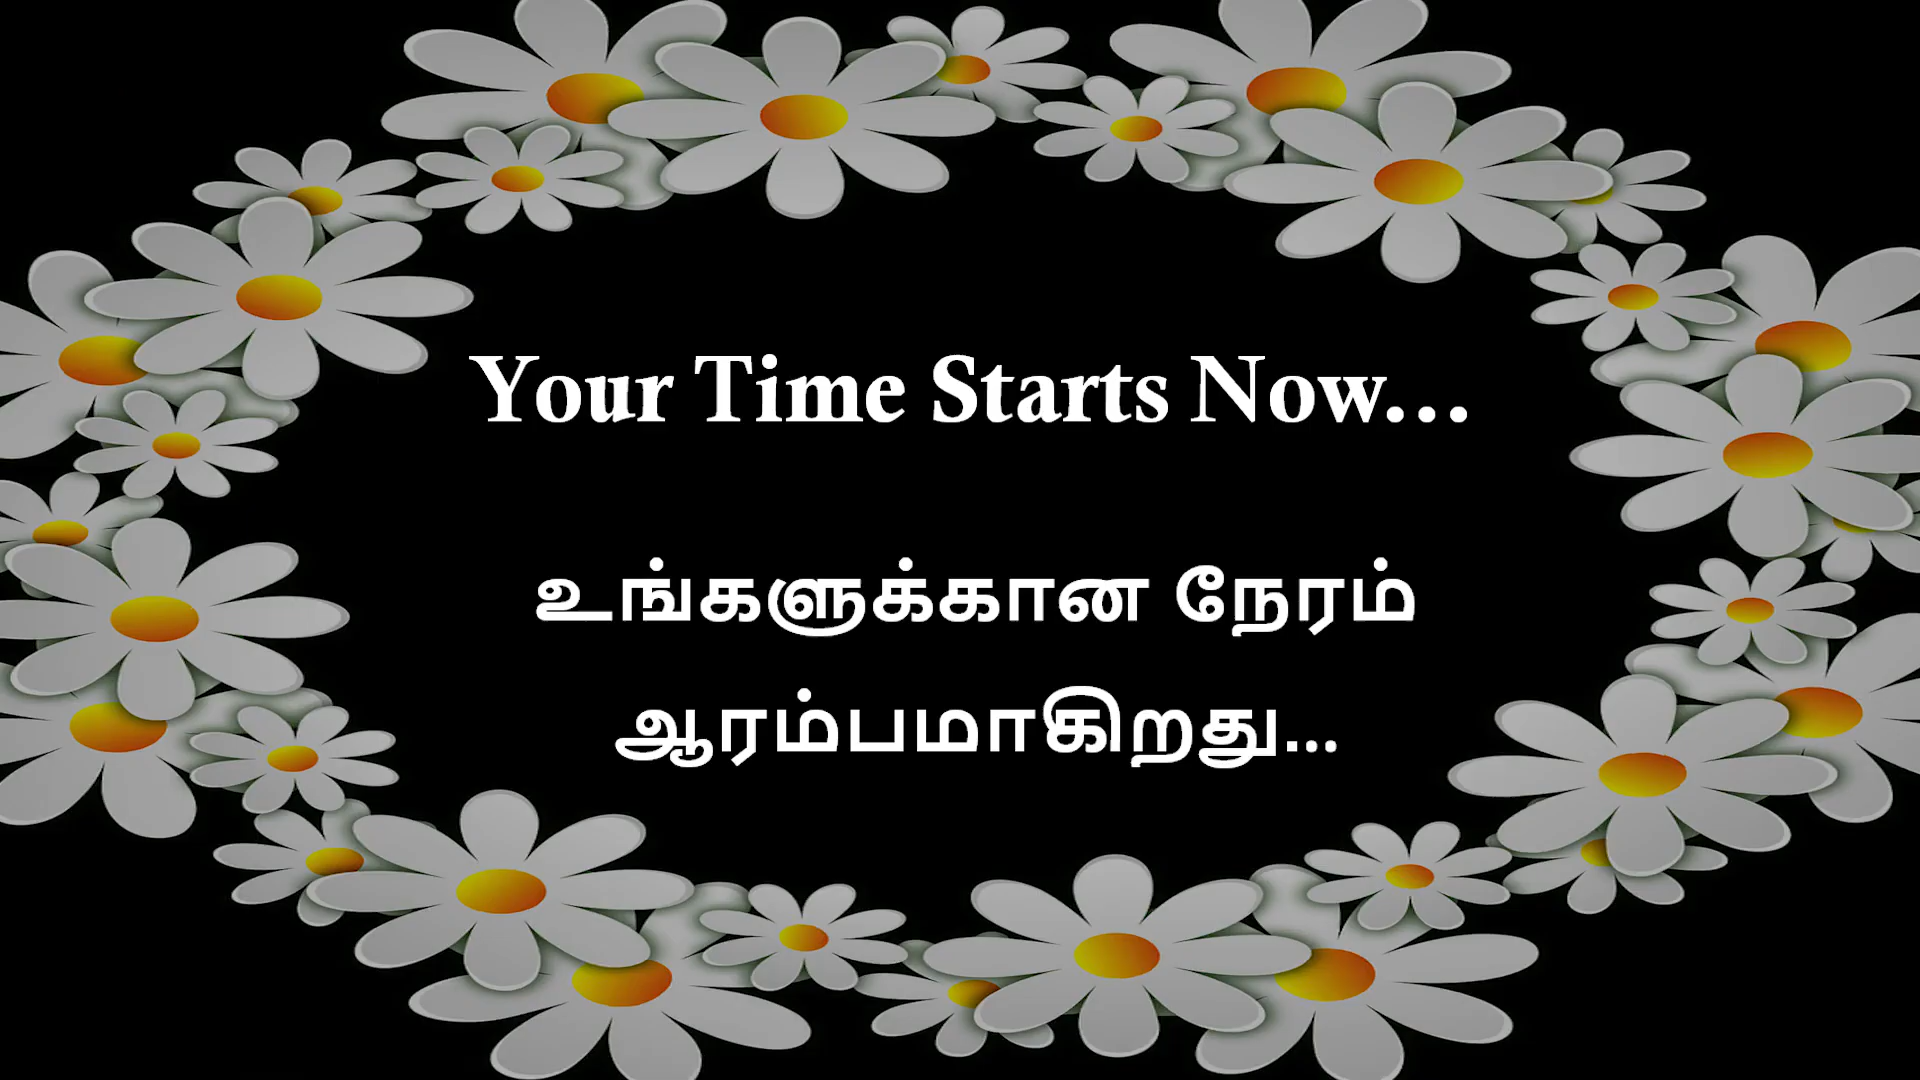 Your Time Starts Now...
உங்களுக்கான நேரம்
ஆரம்பமாகிறது...